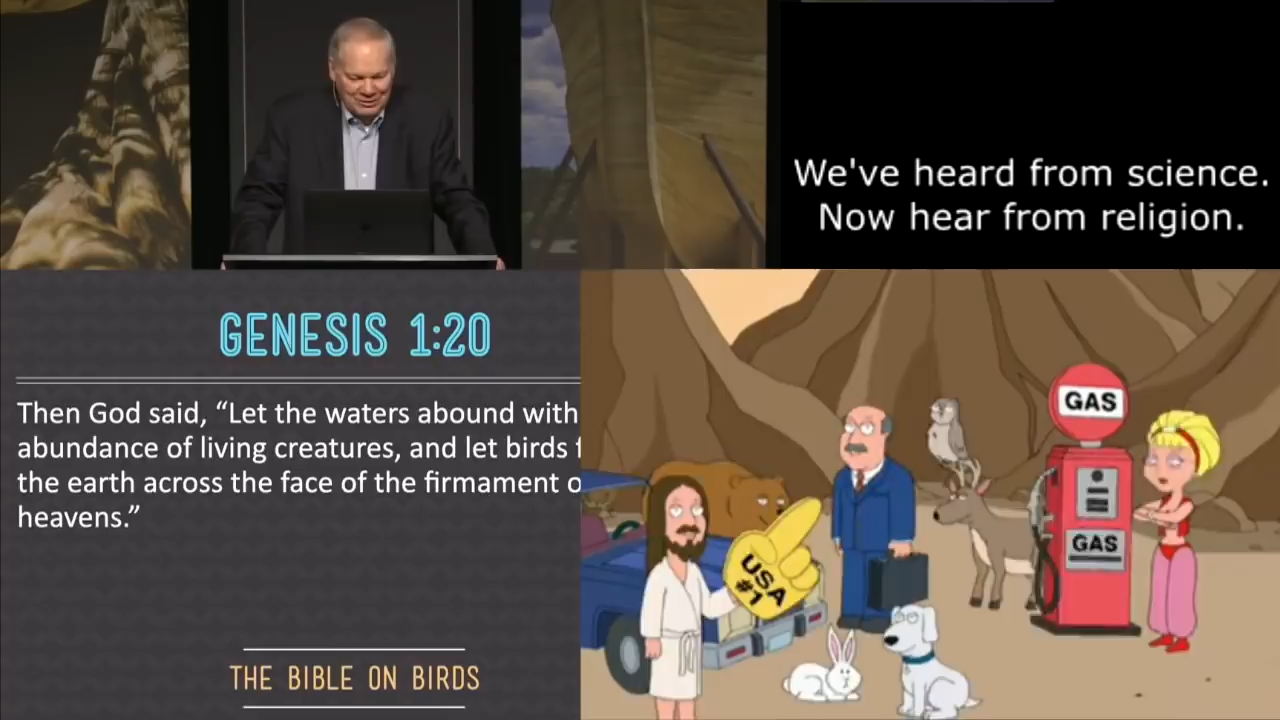 We've heard from science.
Now hear from religion.
GENESIS 1:20
Then God said, “Let the waters abound with
abundance of living creatures, and let birds
the earth across the face of the firmament
heavens.”
THE BIBLE ON BIRDS
GAS
GAS
USA
#1